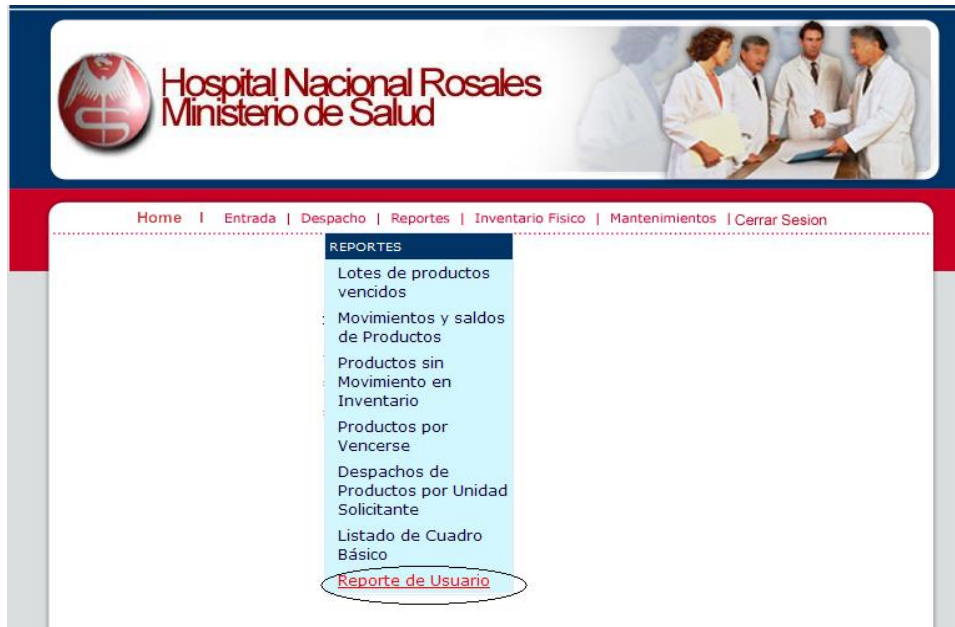 Hospital Nacional Rosales
Ministerio de Salud
Home | Entrada | Despacho | Reportes | Inventario Fisico | Mantenimientos | Cerrar Sesion
REPORTES
Lotes de productos
vencidos
Movimientos y saldos
de Productos
Productos sin
Movimiento en
Inventario
Productos por
Vencerse
Despachos de
Productos por Unidad
Solicitante
Listado de Cuadro
Básico
Reporte de Usuario